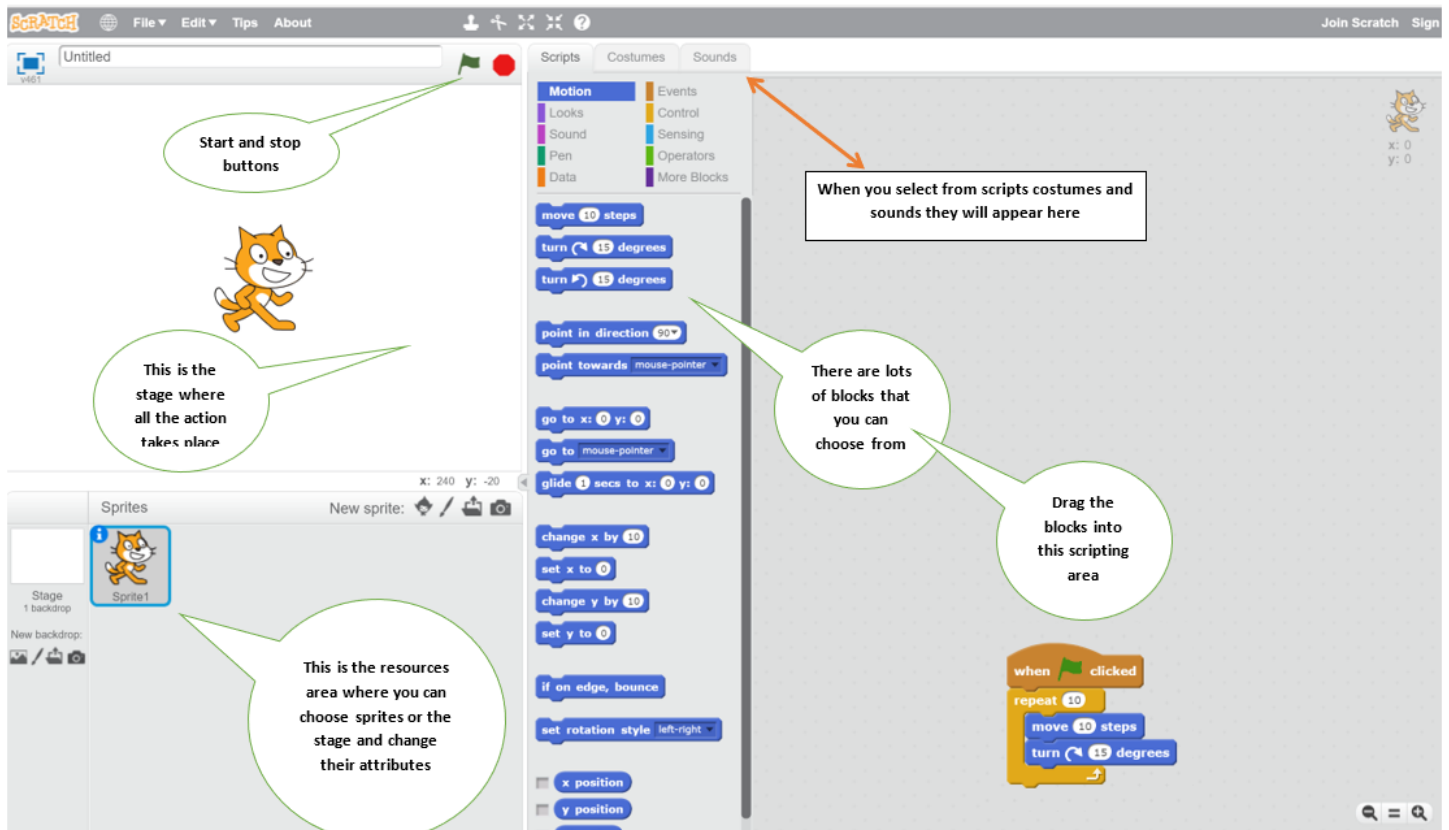 SCRATCH File Edit Tips About Join Scratch Sign
v461 Untitled
Start and stop
buttons
This is the
stage where
all the action
takes place
x: 240 y: -20
Sprites New sprite:
Stage
1 backdrop
New backdrop:
Sprite1
This is the resources
area where you can
choose sprites or the
stage and change
their attributes
Scripts Costumes Sounds
Motion Events
Looks Control
Sound Sensing
Pen Operators
Data More Blocks
move 10 steps
turn 15 degrees
turn 15 degrees
point in direction 90
point towards mouse-pointer
go to x: 0 y: 0
go to mouse-pointer
glide 1 secs to x: 0 y: 0
change x by 10
set x to 0
change y by 10
set y to 0
if on edge, bounce
set rotation style left-right
x position
y position
When you select from scripts costumes and
sounds they will appear here
x: 0
y: 0
There are lots
of blocks that
you can
choose from
Drag the
blocks into
this scripting
area
when clicked
repeat 10
move 10 steps
turn 15 degrees